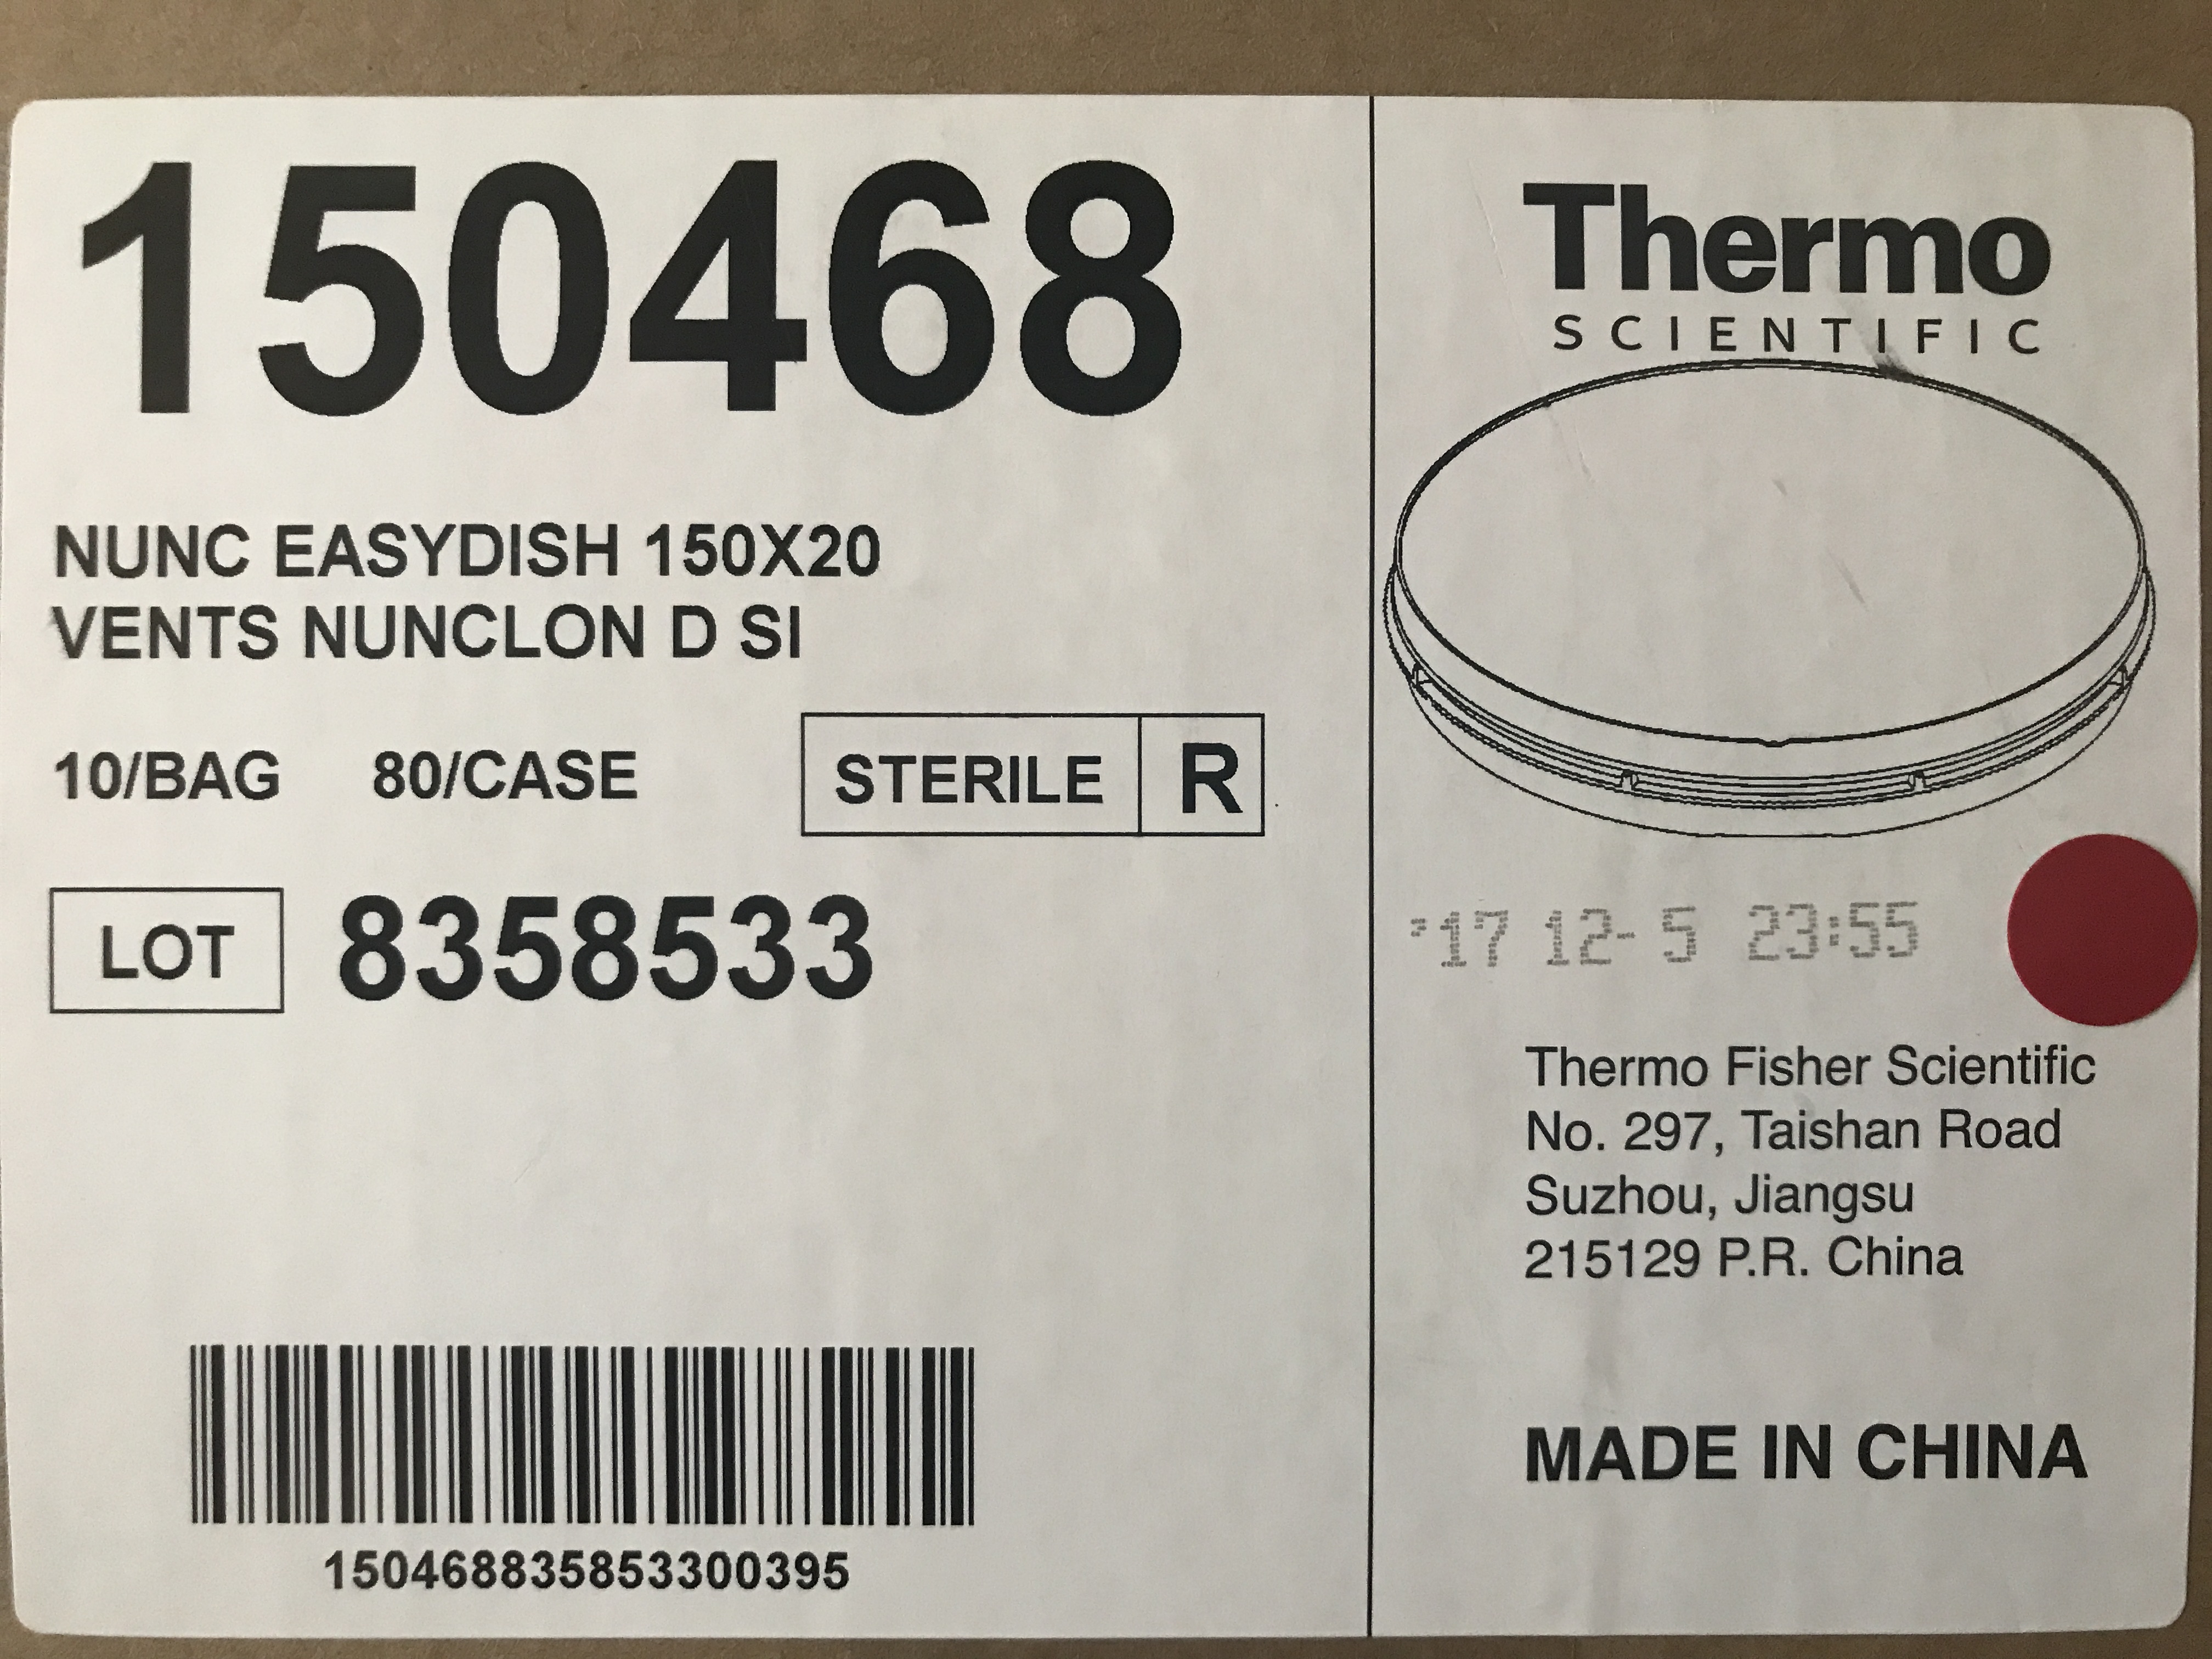 150468
NUNC EASYDISH 150X20
VENTS NUNCLON D SI
10/BAG 80/CASE STERILE R
LOT 8358533
150468835853300395
Thermo
SCIENTIFIC
'17 12- 5 23:55
Thermo Fisher Scientific
No. 297, Taishan Road
Suzhou, Jiangsu
215129 P.R. China
MADE IN CHINA